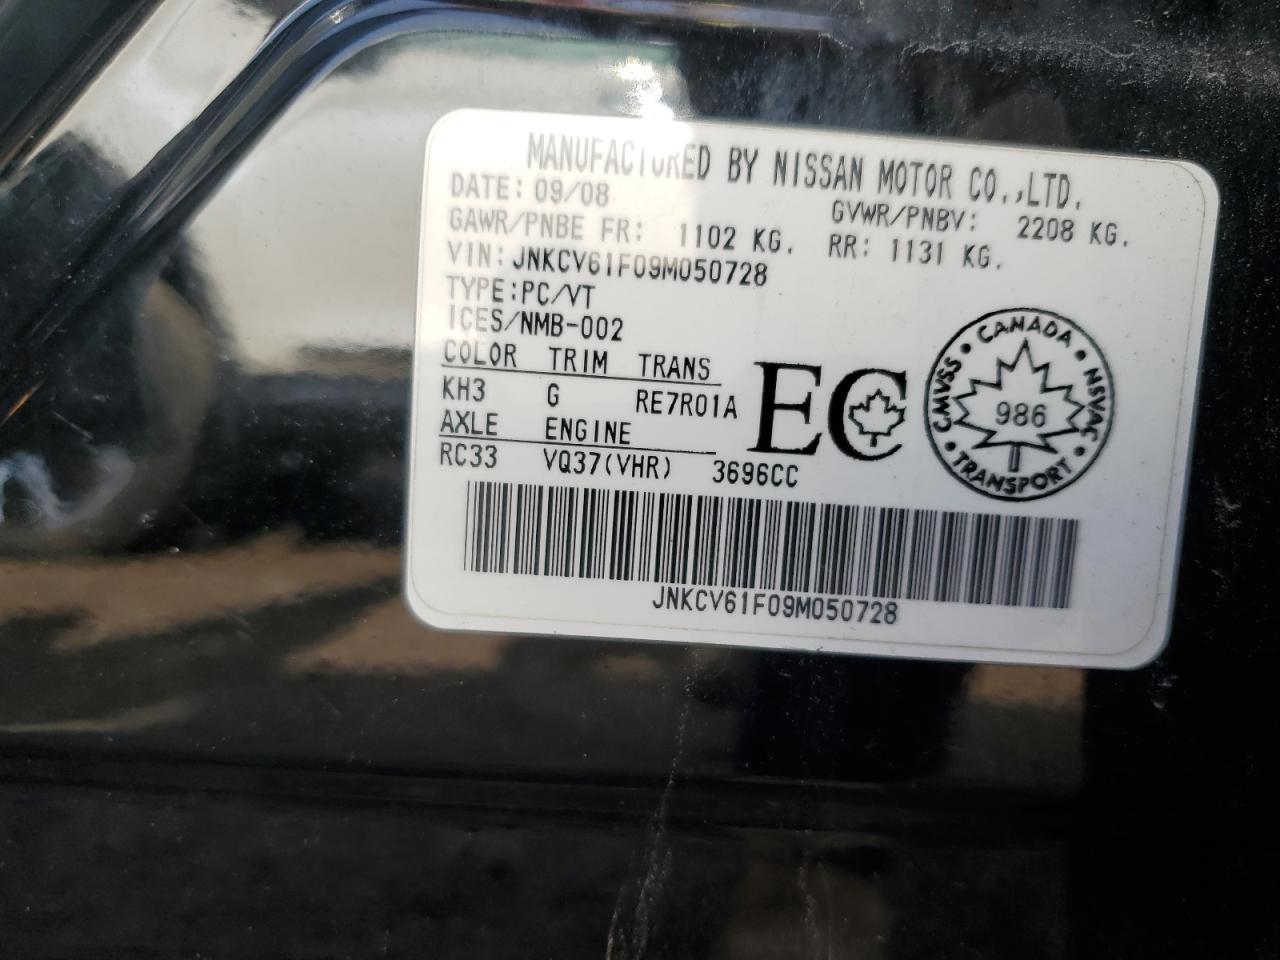 MANUFACTURED BY NISSAN MOTOR CO.,LTD.
DATE: 09/08 GVWR/PNBV: 2208 KG.
GAWR/PNBE FR: 1102 KG. RR: 1131 KG.
VIN: JNKCV61F09M050728
TYPE:PC/VT
ICES/NMB-002
COLOR TRIM TRANS
KH3 G RE7R01A
AXLE ENGINE
RC33 VQ37(VHR) 3696CC
EC
CANADA
CMVSS • NSVAC
986
TRANSPORT
JNKCV61F09M050728